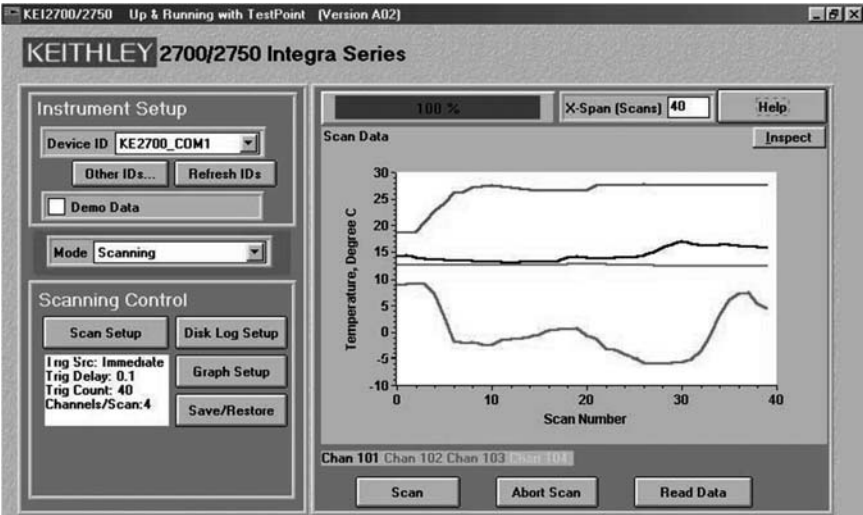 KEI2700/2750 Up & Running with TestPoint (Version A02)
KEITHLEY 2700/2750 Integra Series
Instrument Setup
Device ID KE2700_COM1
Other IDs... Refresh IDs
Demo Data
Mode Scanning
Scanning Control
Scan Setup Disk Log Setup
Trig Src: Immediate
Trig Delay: 0.1
Trig Count: 40
Channels/Scan:4
Graph Setup
Save/Restore
100 % X-Span (Scans) 40 Help
Scan Data Inspect
Temperature, Degree C
30
25
20
15
10
5
0
-5
-10
0 10 20 30 40
Scan Number
Chan 101 Chan 102 Chan 103 Chan 104
Scan Abort Scan Read Data